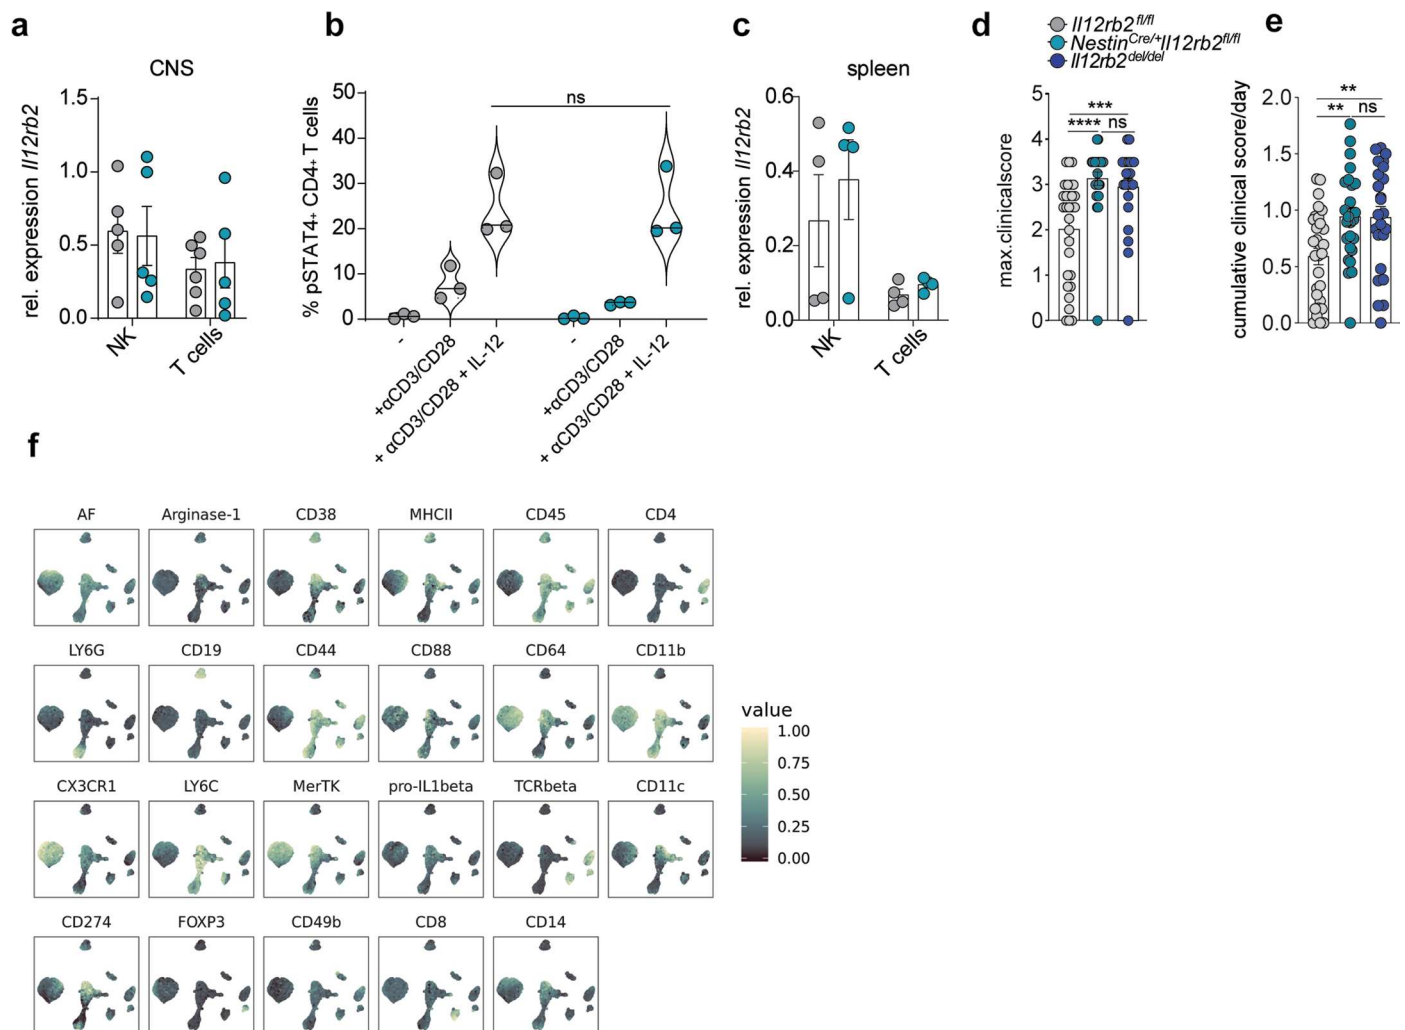 a
CNS
rel. expression Il12rb2
1.5
1.0
0.5
0.0
NK
T cells
b
% pSTAT4+ CD4+ T cells
50
40
30
20
10
0
ns
-
+αCD3/CD28
+ αCD3/CD28 + IL-12
-
+αCD3/CD28
+ αCD3/CD28 + IL-12
c
spleen
rel. expression Il12rb2
0.6
0.4
0.2
0.0
NK
T cells
d
Il12rb2fl/fl
NestinCre/+Il12rb2fl/fl
Il12rb2del/del
max.clinicalscore
5
4
3
2
1
0
***
**** ns
e
cumulative clinical score/day
2.0
1.5
1.0
0.5
0.0
**
** ns
f
AF Arginase-1 CD38 MHCII CD45 CD4
LY6G CD19 CD44 CD88 CD64 CD11b
CX3CR1 LY6C MerTK pro-IL1beta TCRbeta CD11c
CD274 FOXP3 CD49b CD8 CD14
value
1.00
0.75
0.50
0.25
0.00